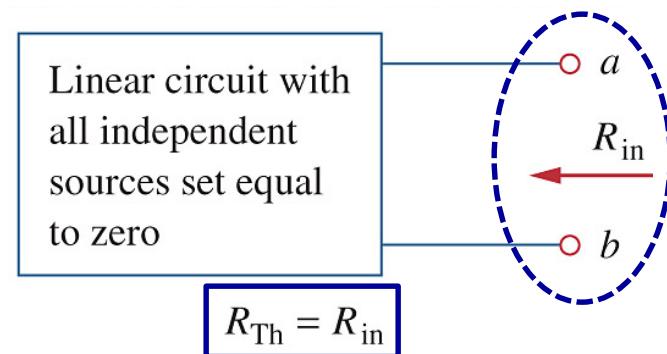 Linear circuit with
all independent
sources set equal
to zero
a
R_in
b
R_Th = R_in